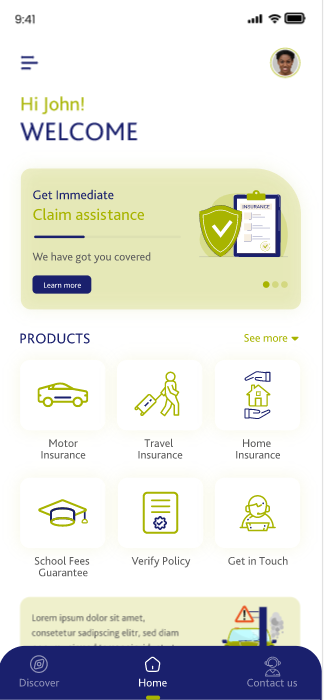 9:41
Hi John!
WELCOME
Get Immediate
Claim assistance
We have got you covered
Learn more
INSURANCE
PRODUCTS
See more
Motor
Insurance
Travel
Insurance
Home
Insurance
School Fees
Guarantee
Verify Policy
Get in Touch
Lorem ipsum dolor sit amet,
consetetur sadipscing elitr, sed diam
Discover
Home
Contact us